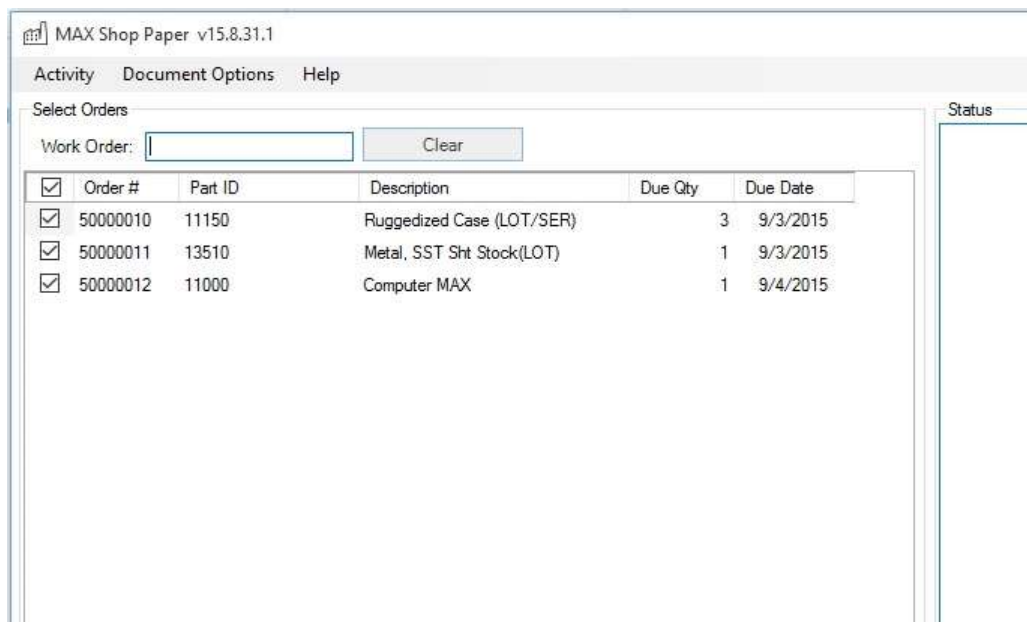 MAX Shop Paper v15.8.31.1
Activity Document Options Help
Select Orders
Status
Work Order: Clear
Order # Part ID Description Due Qty Due Date
50000010 11150 Ruggedized Case (LOT/SER) 3 9/3/2015
50000011 13510 Metal, SST Sht Stock(LOT) 1 9/3/2015
50000012 11000 Computer MAX 1 9/4/2015